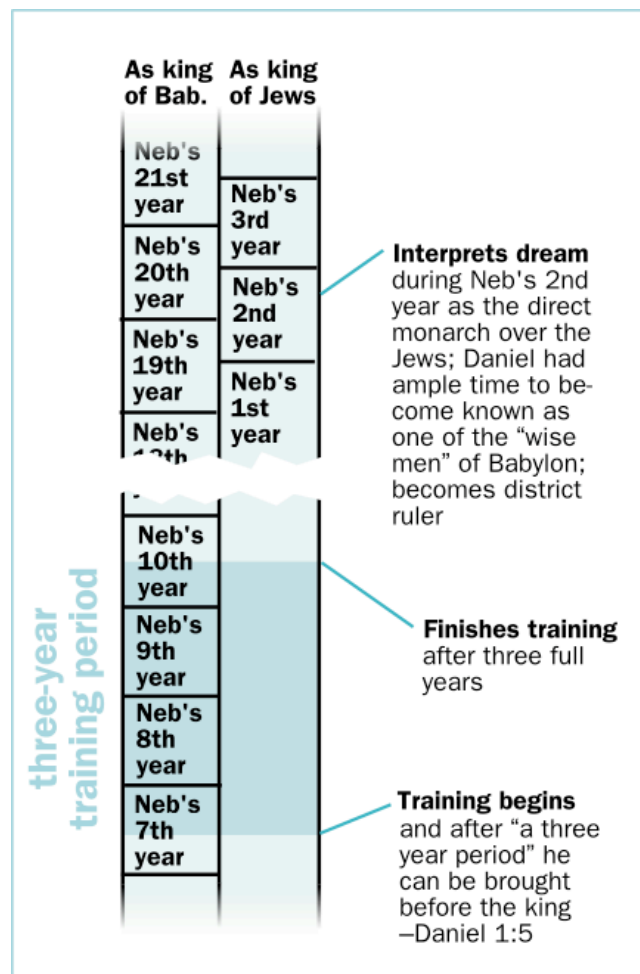 As king
of Bab.
As king
of Jews
Neb's
21st
year
Neb's
20th
year
Neb's
19th
year
Neb's
Neb's
10th
year
Neb's
9th
year
Neb's
8th
year
Neb's
7th
year
Neb's
3rd
year
Neb's
2nd
year
Neb's
1st
year
Interprets dream
during Neb's 2nd
year as the direct
monarch over the
Jews; Daniel had
ample time to be-
come known as
one of the “wise
men” of Babylon;
becomes district
ruler
Finishes training
after three full
years
Training begins
and after “a three
year period” he
can be brought
before the king
–Daniel 1:5
three-year
training period